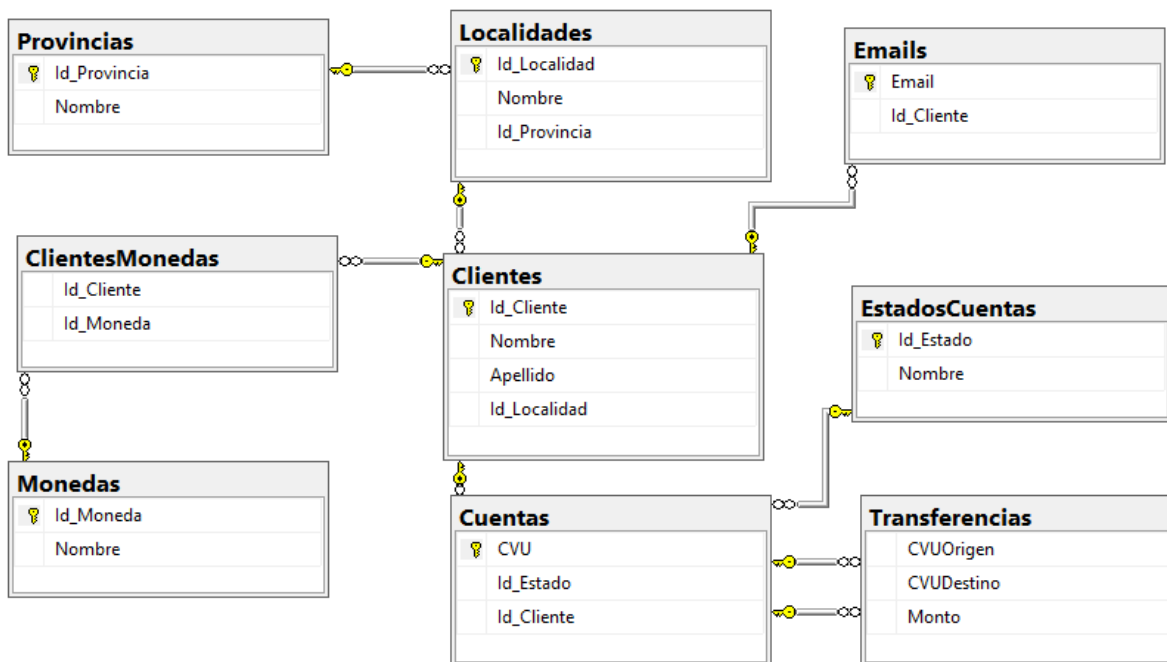 Provincias
Id_Provincia
Nombre
Localidades
Id_Localidad
Nombre
Id_Provincia
Emails
Email
Id_Cliente
ClientesMonedas
Id_Cliente
Id_Moneda
Clientes
Id_Cliente
Nombre
Apellido
Id_Localidad
EstadosCuentas
Id_Estado
Nombre
Monedas
Id_Moneda
Nombre
Cuentas
CVU
Id_Estado
Id_Cliente
Transferencias
CVUOrigen
CVUDestino
Monto